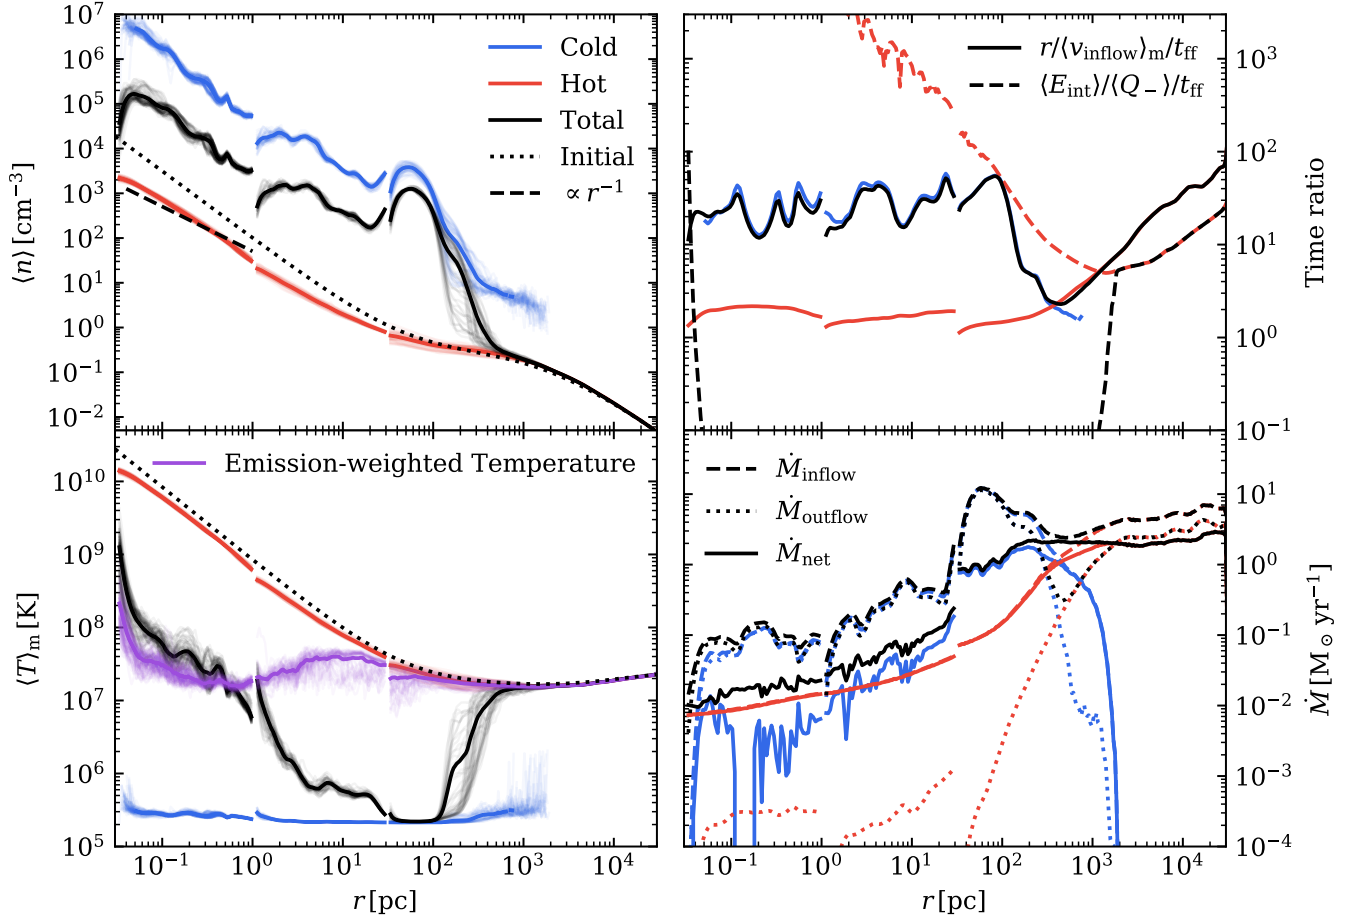 10⁷
10⁶
10⁵
10⁴
10³
10²
10¹
10⁰
10⁻¹
10⁻²
⟨n⟩ [cm⁻³]
Cold
Hot
Total
Initial
∝ r⁻¹
r/⟨v_inflow⟩ₘ/t_ff
⟨E_int⟩/⟨Q₋⟩/t_ff
10³
10²
10¹
10⁰
10⁻¹
Time ratio
10¹⁰
10⁹
10⁸
10⁷
10⁶
10⁵
⟨T⟩ₘ [K]
Emission-weighted Temperature
10⁻¹ 10⁰ 10¹ 10² 10³ 10⁴
r [pc]
Ṁ_inflow
Ṁ_outflow
Ṁ_net
10¹
10⁰
10⁻¹
10⁻²
10⁻³
10⁻⁴
Ṁ [M⊙ yr⁻¹]
10⁻¹ 10⁰ 10¹ 10² 10³ 10⁴
r [pc]